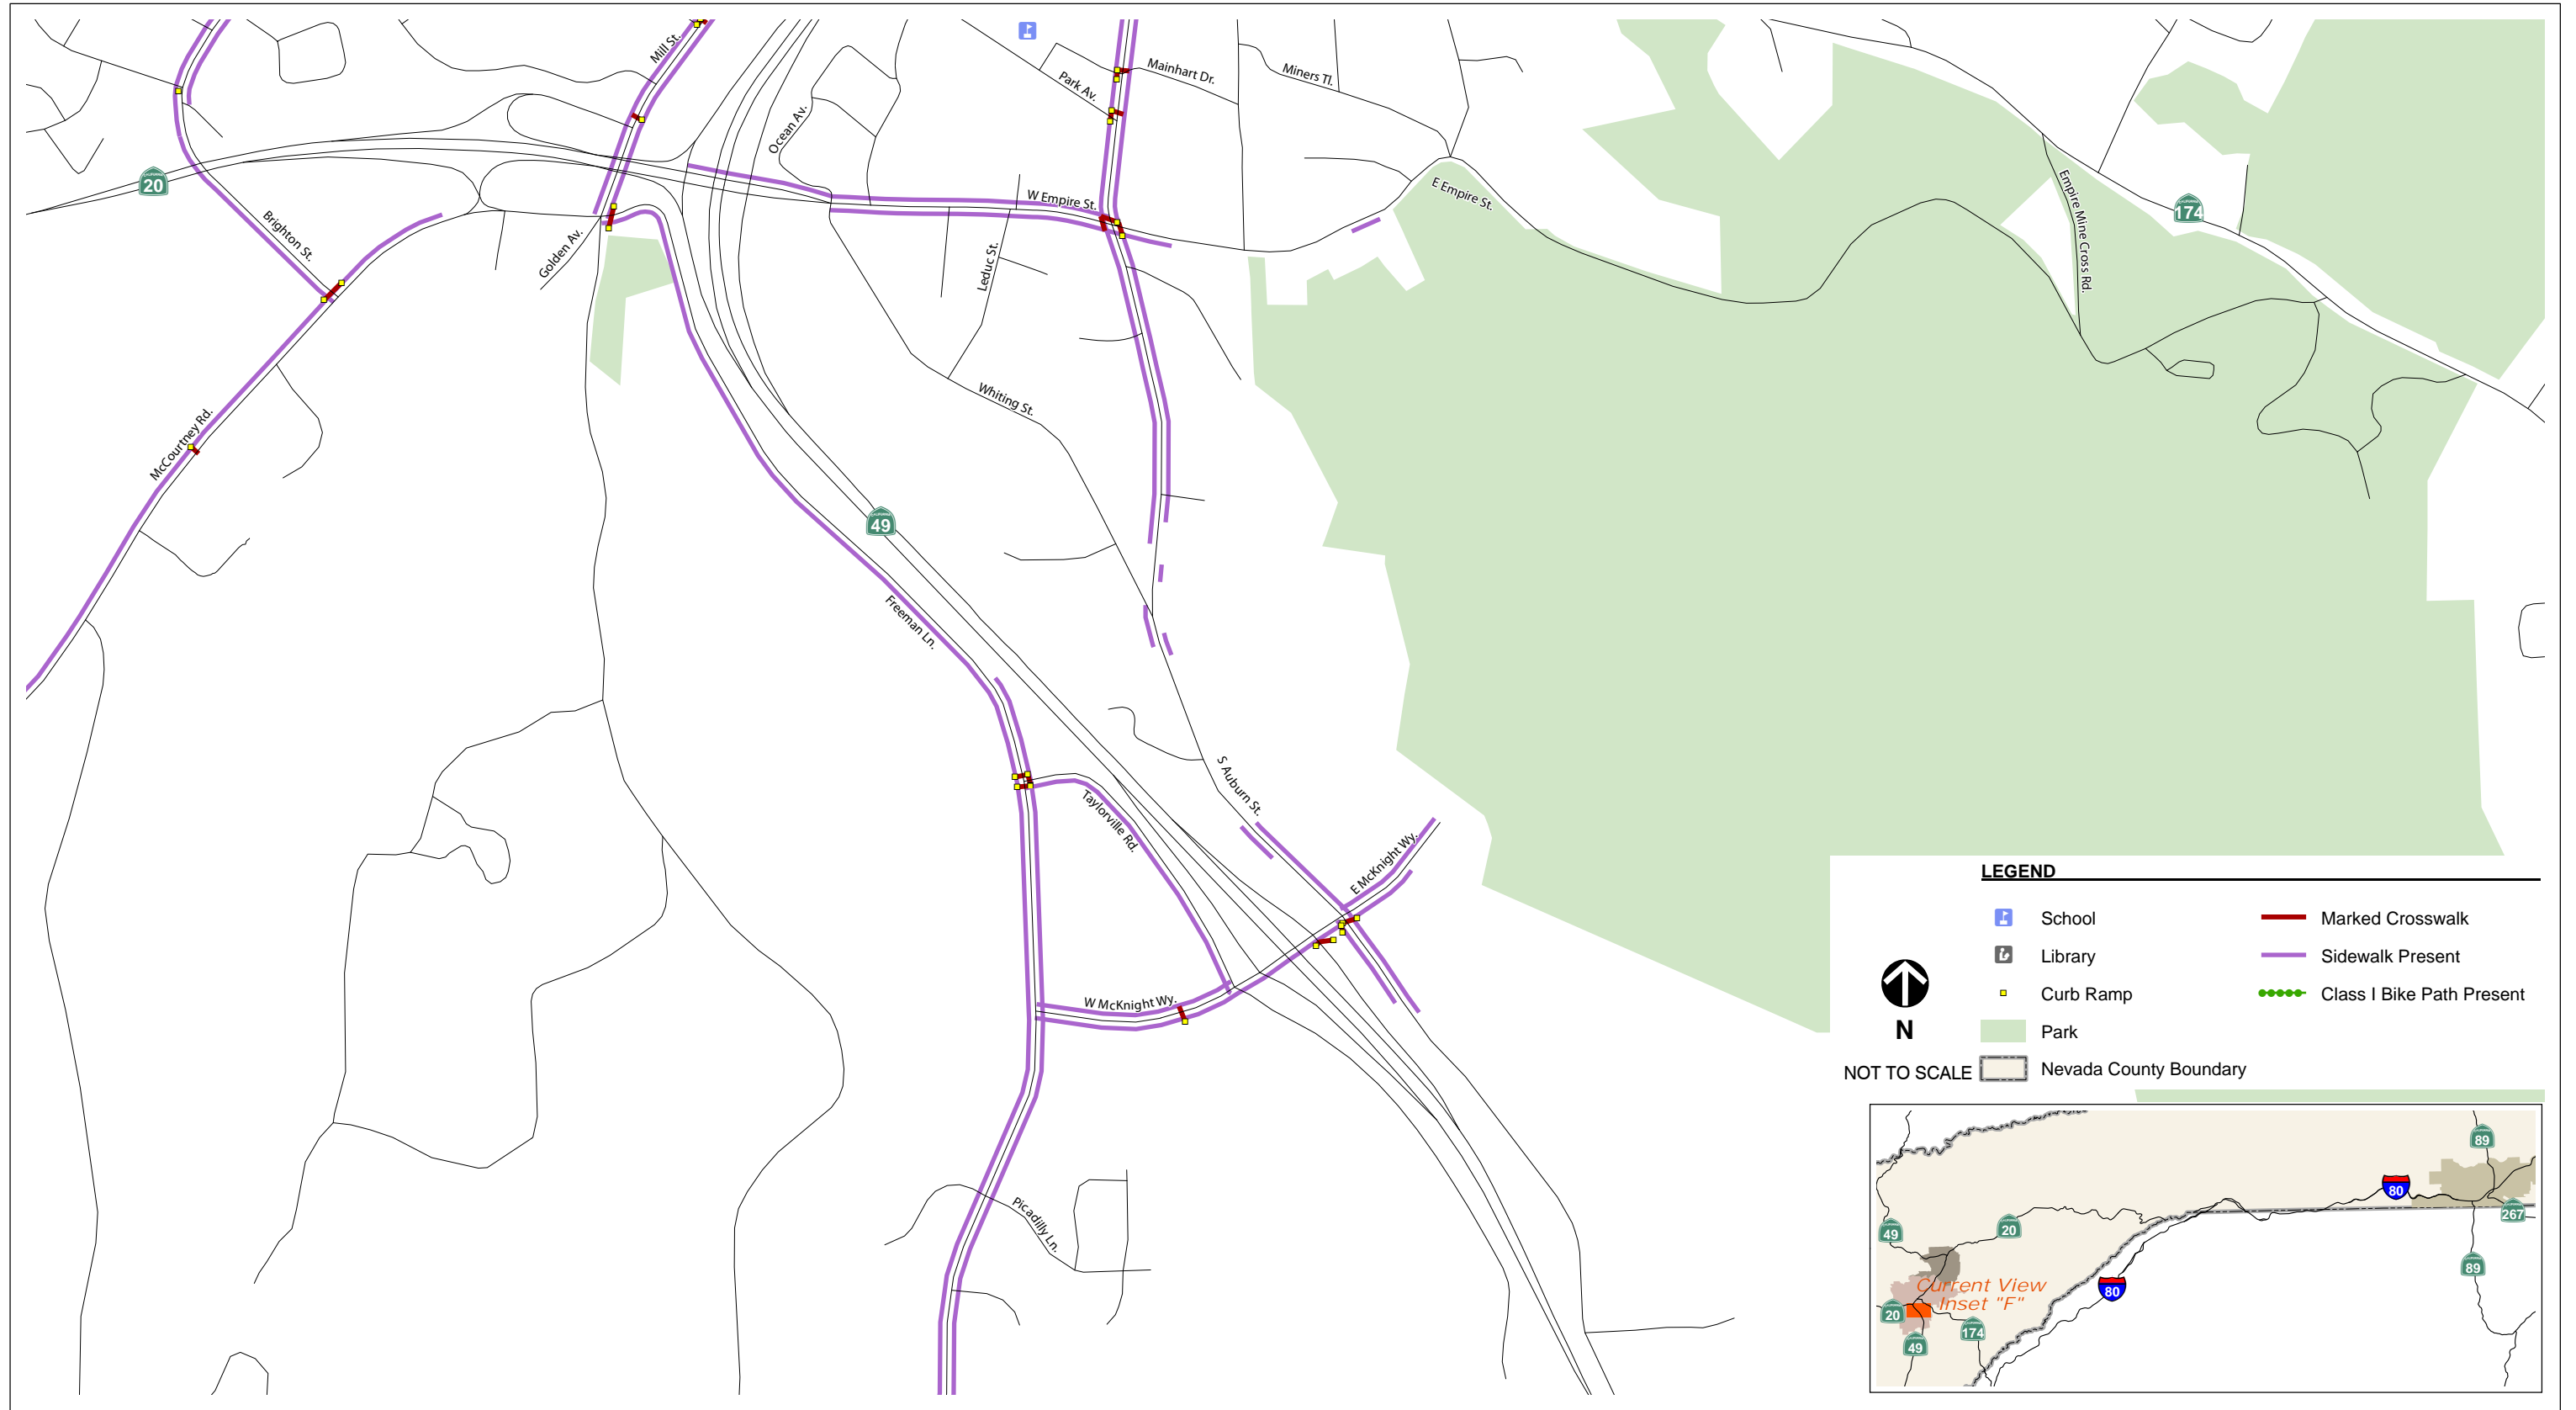 Mill St.
Park Av.
Mainhart Dr.
Miners Tl.
Ocean Av.
20
Brighton St.
Golden Av.
W Empire St.
Leduc St.
E Empire St.
Empire Mine Cross Rd.
174
Whiting St.
McCourtney Rd.
49
Freeman Ln.
S Auburn St.
Taylorville Rd.
E McKnight Wy.
W McKnight Wy.
Picadilly Ln.
LEGEND
School
Library
Curb Ramp
Park
Nevada County Boundary
Marked Crosswalk
Sidewalk Present
Class I Bike Path Present
N
NOT TO SCALE
89
80
267
49
20
89
80
Current View
Inset "F"
20
174
49